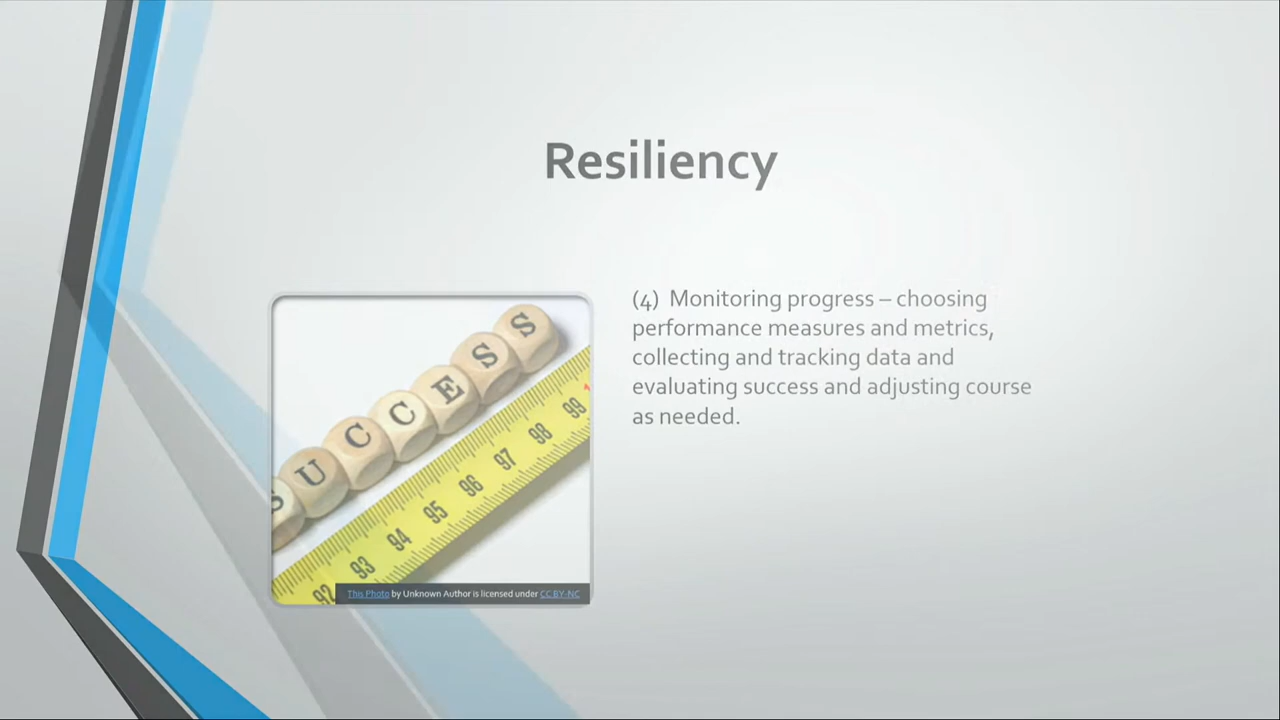 Resiliency
(4) Monitoring progress – choosing
performance measures and metrics,
collecting and tracking data and
evaluating success and adjusting course
as needed.
SUCCESS
92 93 94 95 96 97 98 99 1
This Photo by Unknown Author is licensed under CC BY-NC